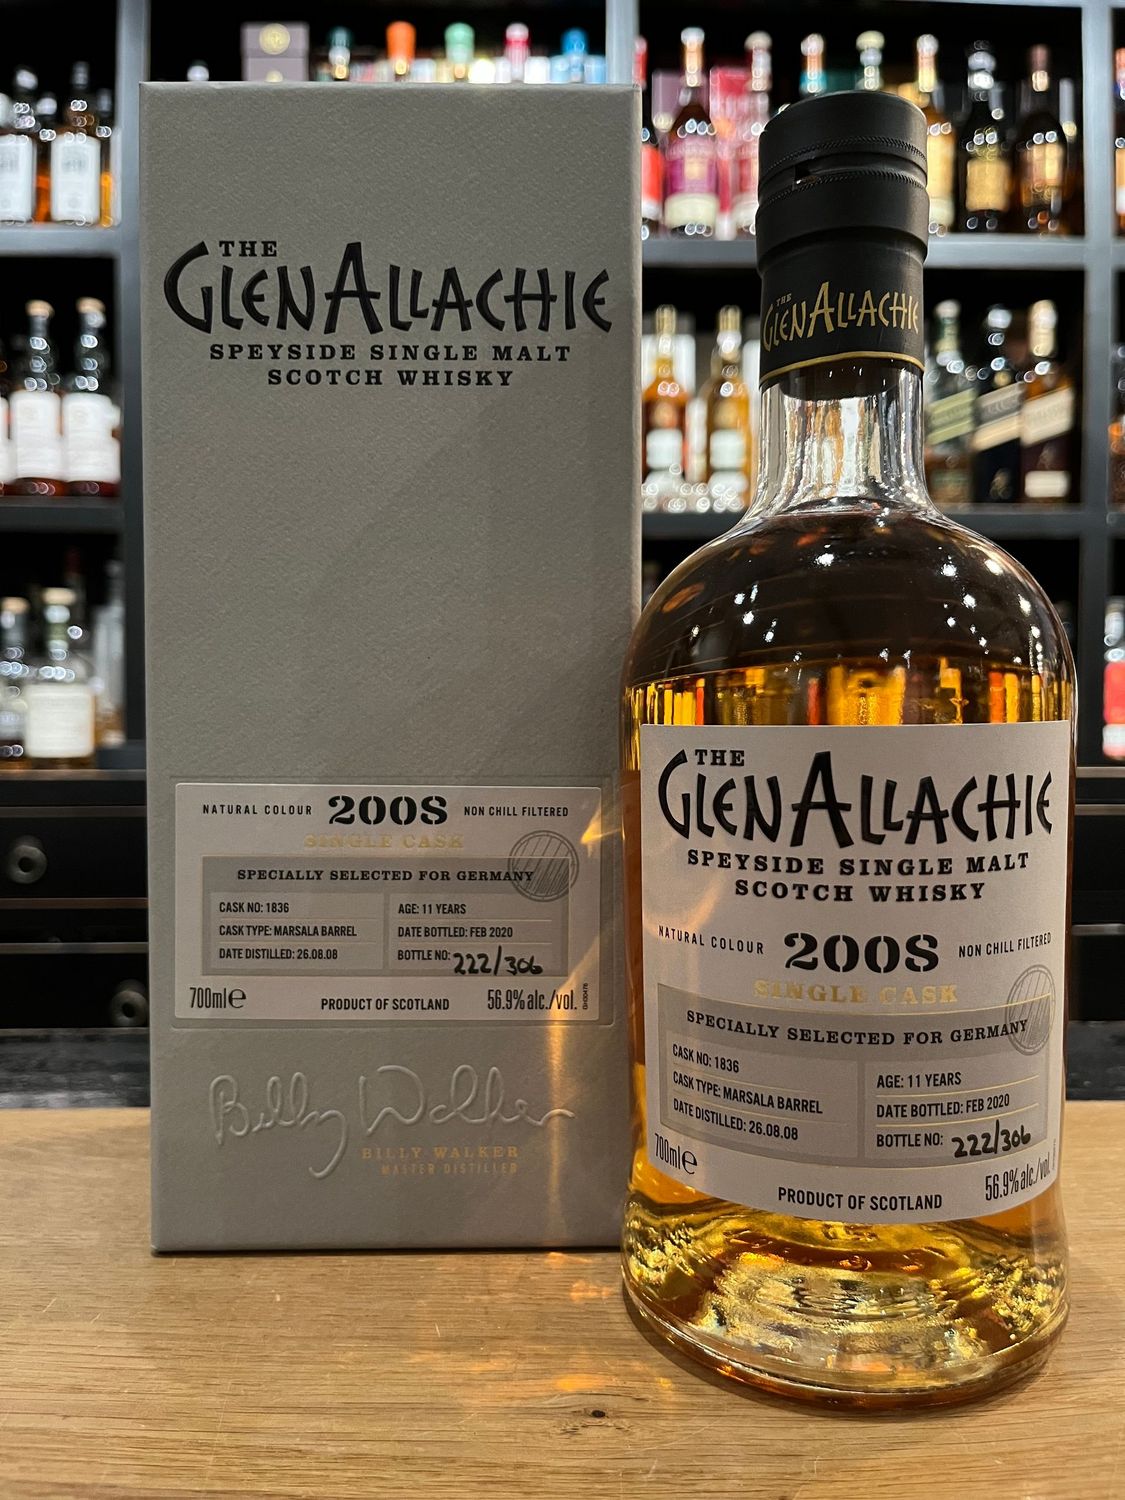 THE
GLENALLACHIE
SPEYSIDE SINGLE MALT
SCOTCH WHISKY
NATURAL COLOUR 2008 NON CHILL FILTERED
SINGLE CASK
SPECIALLY SELECTED FOR GERMANY
CASK NO: 1836
CASK TYPE: MARSALA BARREL
DATE DISTILLED: 26.08.08
AGE: 11 YEARS
DATE BOTTLED: FEB 2020
BOTTLE NO: 222/306
700ml e PRODUCT OF SCOTLAND 56.9% alc./vol.
Billy Walker
BILLY WALKER
MASTER DISTILLED
THE
GLENALLACHIE
THE
GLENALLACHIE
SPEYSIDE SINGLE MALT
SCOTCH WHISKY
NATURAL COLOUR 2008 NON CHILL FILTERED
SINGLE CASK
SPECIALLY SELECTED FOR GERMANY
CASK NO: 1836
CASK TYPE: MARSALA BARREL
DATE DISTILLED: 26.08.08
AGE: 11 YEARS
DATE BOTTLED: FEB 2020
BOTTLE NO: 222/306
700ml e PRODUCT OF SCOTLAND 56.9% alc./vol.